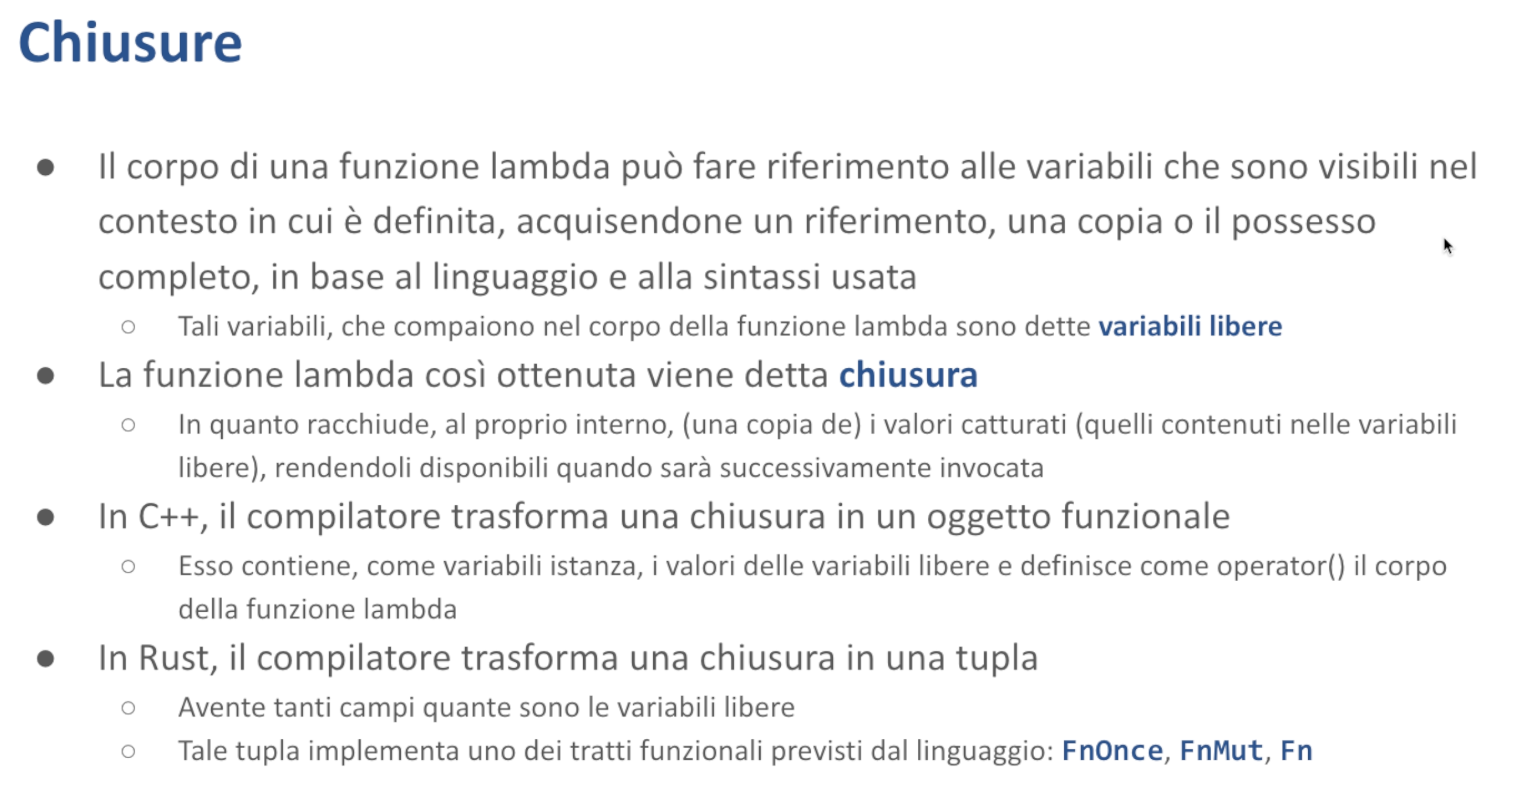 Chiusure
● Il corpo di una funzione lambda può fare riferimento alle variabili che sono visibili nel
contesto in cui è definita, acquisendone un riferimento, una copia o il possesso
completo, in base al linguaggio e alla sintassi usata
○ Tali variabili, che compaiono nel corpo della funzione lambda sono dette variabili libere
● La funzione lambda così ottenuta viene detta chiusura
○ In quanto racchiude, al proprio interno, (una copia de) i valori catturati (quelli contenuti nelle variabili
libere), rendendoli disponibili quando sarà successivamente invocata
● In C++, il compilatore trasforma una chiusura in un oggetto funzionale
○ Esso contiene, come variabili istanza, i valori delle variabili libere e definisce come operator() il corpo
della funzione lambda
● In Rust, il compilatore trasforma una chiusura in una tupla
○ Avente tanti campi quante sono le variabili libere
○ Tale tupla implementa uno dei tratti funzionali previsti dal linguaggio: FnOnce, FnMut, Fn